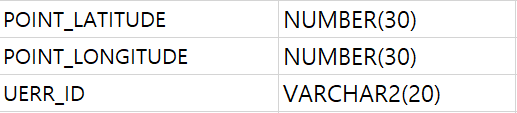 POINT_LATITUDE NUMBER(30)
POINT_LONGITUDE NUMBER(30)
UERR_ID VARCHAR2(20)